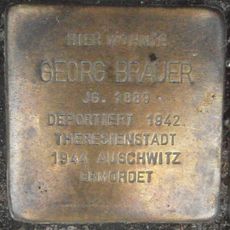 HIER WOHNTE
GEORG BRAUER
JG. 1889
DEPORTIERT 1942
THERESIENSTADT
1944 AUSCHWITZ
ERMORDET